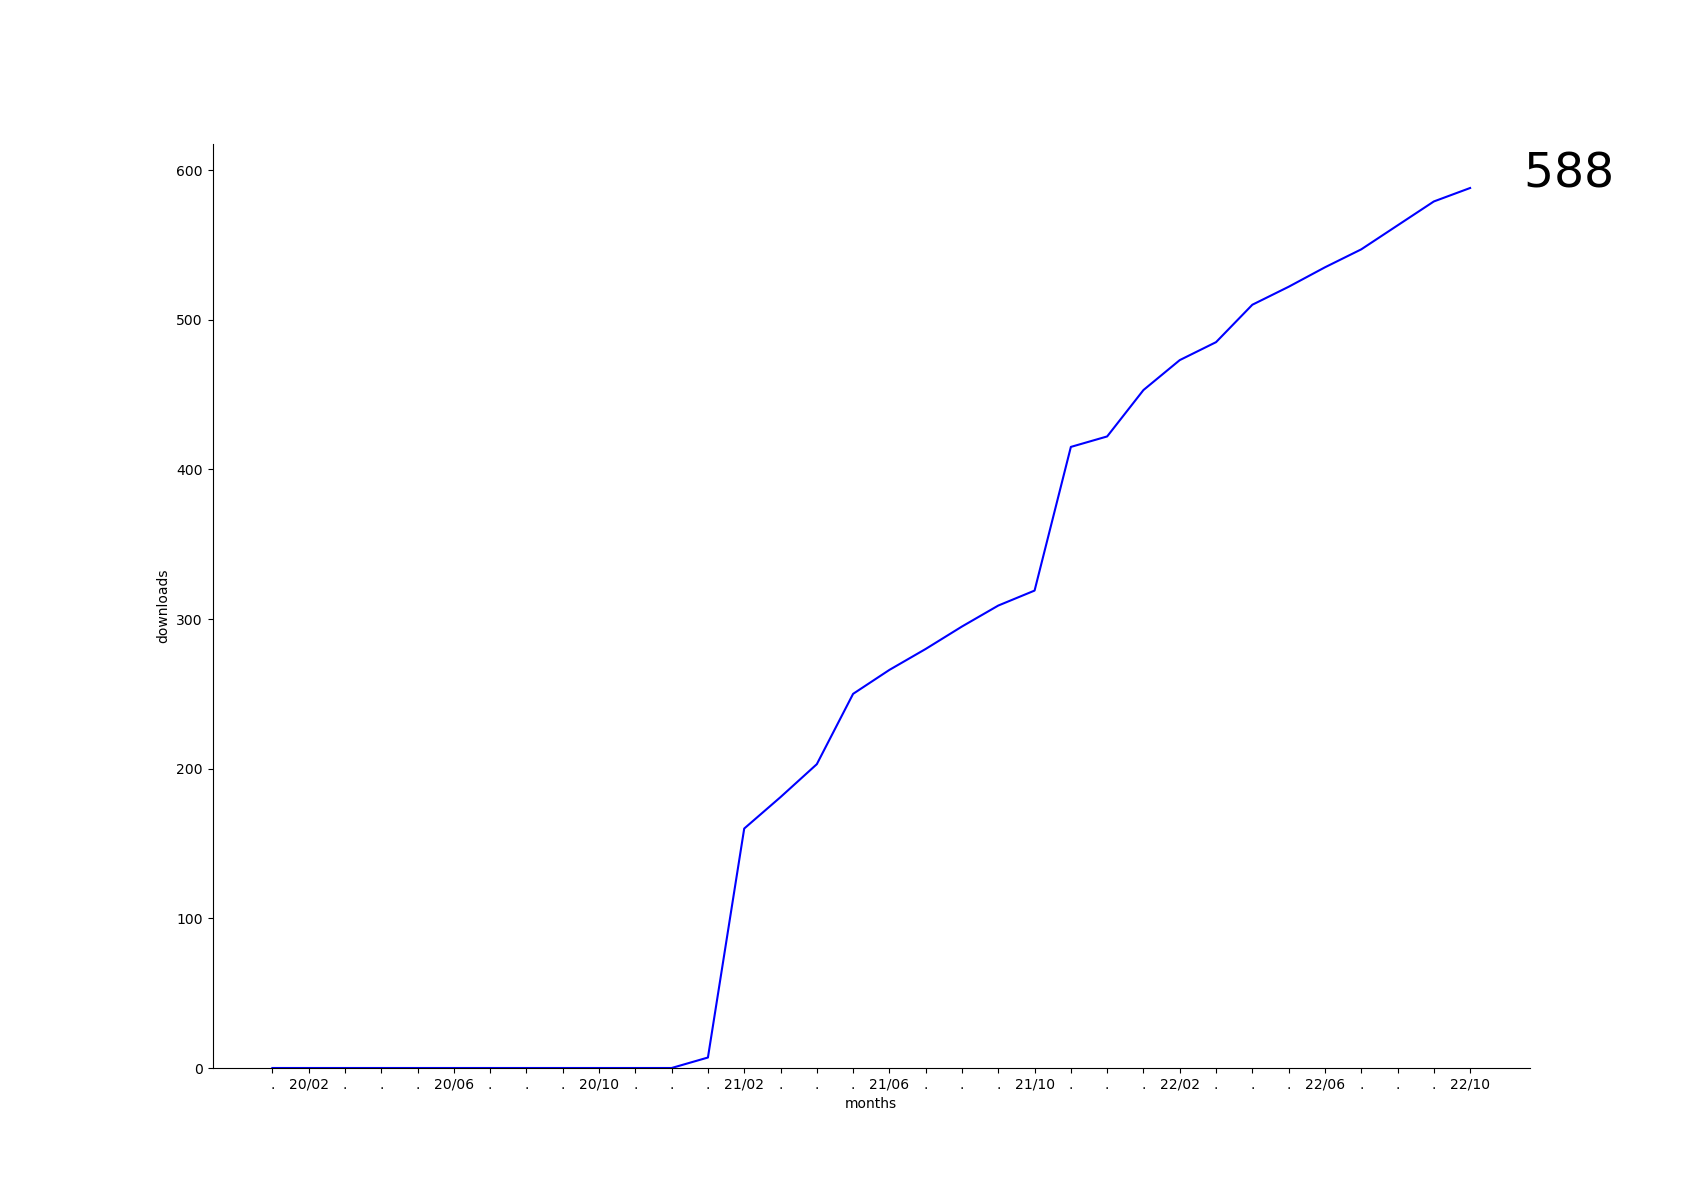 588
600
500
400
300
200
100
0
downloads
. 20/02 . . . 20/06 . . . 20/10 . . . 21/02 . . . 21/06 . . . 21/10 . . . 22/02 . . . 22/06 . . . 22/10
months